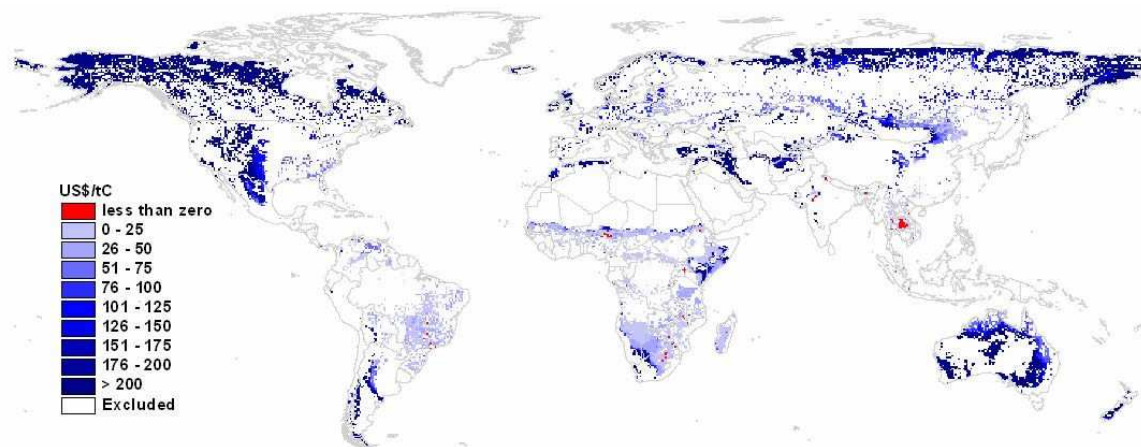 US$/tC
less than zero
0 - 25
26 - 50
51 - 75
76 - 100
101 - 125
126 - 150
151 - 175
176 - 200
> 200
Excluded